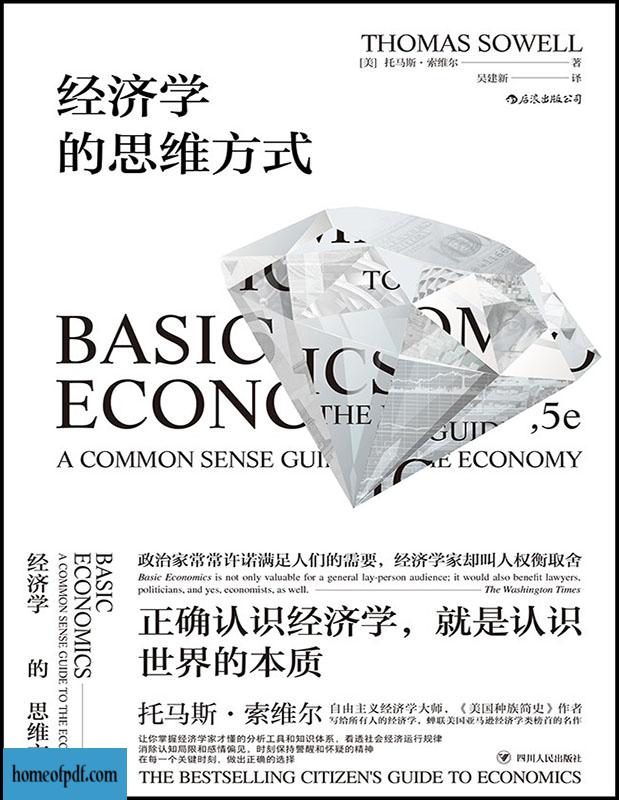 THOMAS SOWELL
[美] 托马斯·索维尔 著
吴建新 译
后浪出版公司
经济学
的思维方式
TO
BASIC
ICS
ECONO
THE
GUID
,5e
A COMMON SENSE GUI
E ECONOMY
政治家常常许诺满足人们的需要，经济学家却叫人权衡取舍
Basic Economics is not only valuable for a general lay-person audience; it would also benefit lawyers,
politicians, and yes, economists, as well. The Washington Times
正确认识经济学，就是认识
世界的本质
托马斯·索维尔 自由主义经济学大师，《美国种族简史》作者
写给所有人的经济学，蝉联美国亚马逊经济学类榜首的名作
让你掌握经济学家才懂的分析工具和知识体系，看透社会经济运行规律
消除认知局限和感情偏见，时刻保持警醒和怀疑的精神
在每一个关键时刻，做出正确的选择
四川人民出版社
THE BESTSELLING CITIZEN'S GUIDE TO ECONOMICS
BASIC
ECONOMICS
A COMMON SENSE GUIDE TO THE ECO
经济学 的 思维方
homeofpdf.com